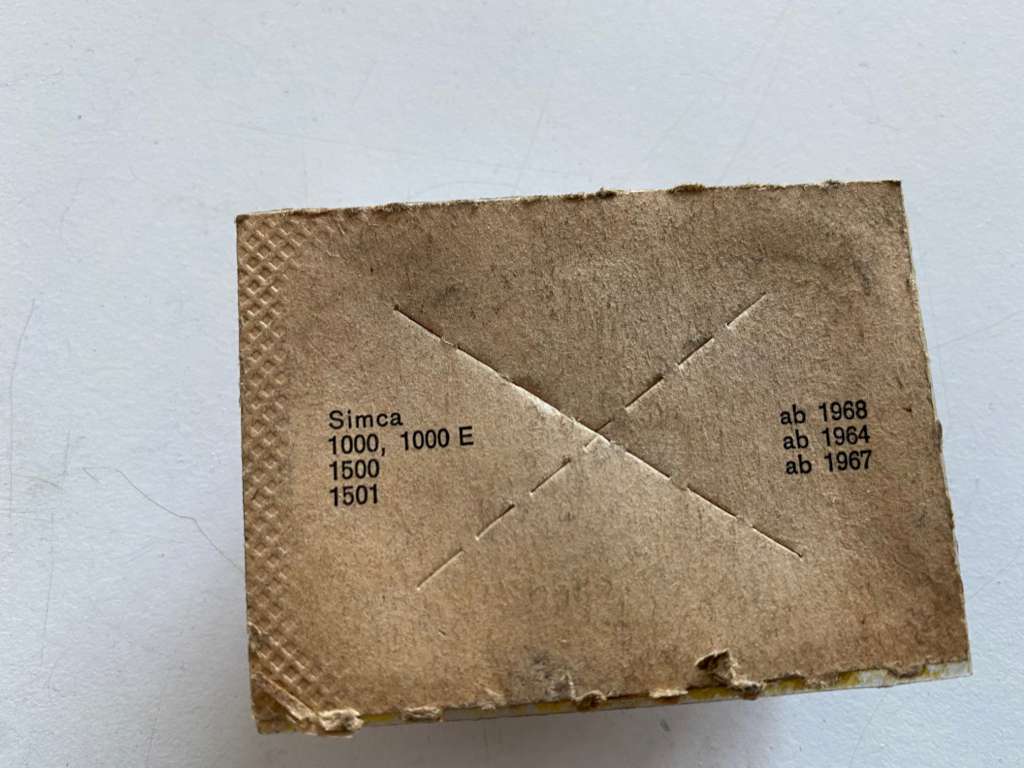 Simca
1000, 1000 E ab 1968
1500 ab 1964
1501 ab 1967